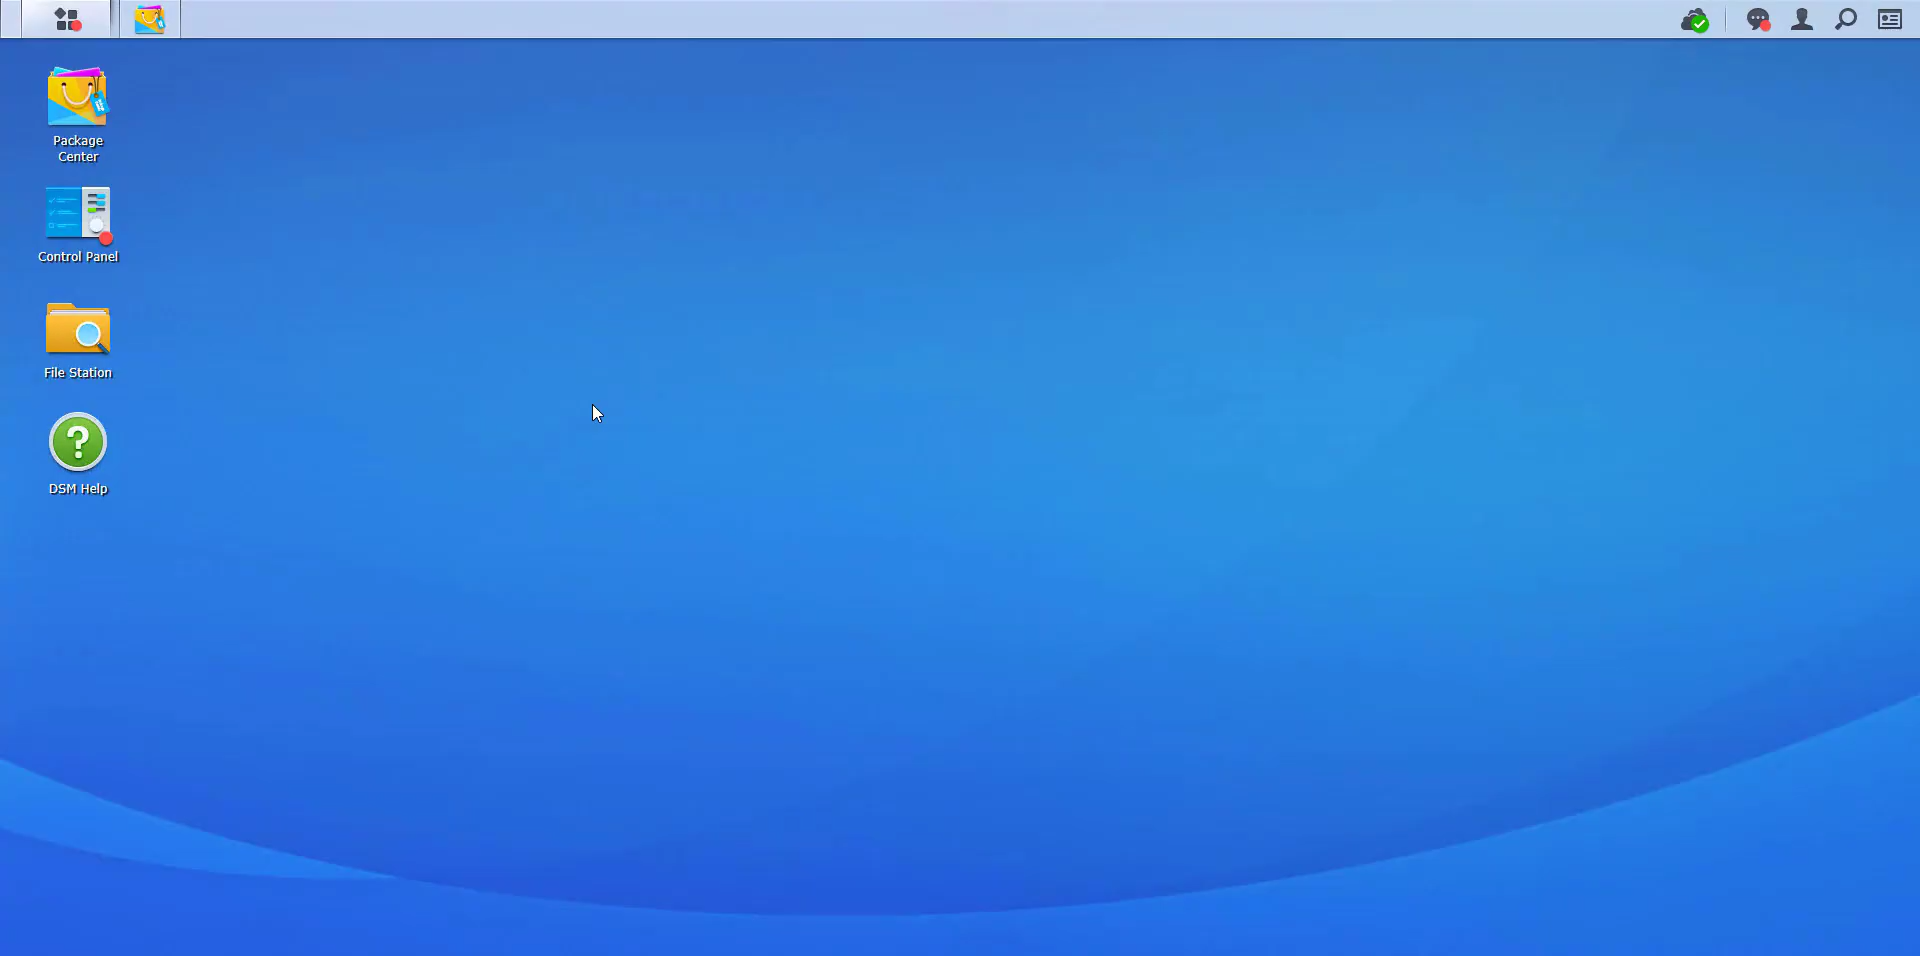 Package
Center
Control Panel
File Station
DSM Help